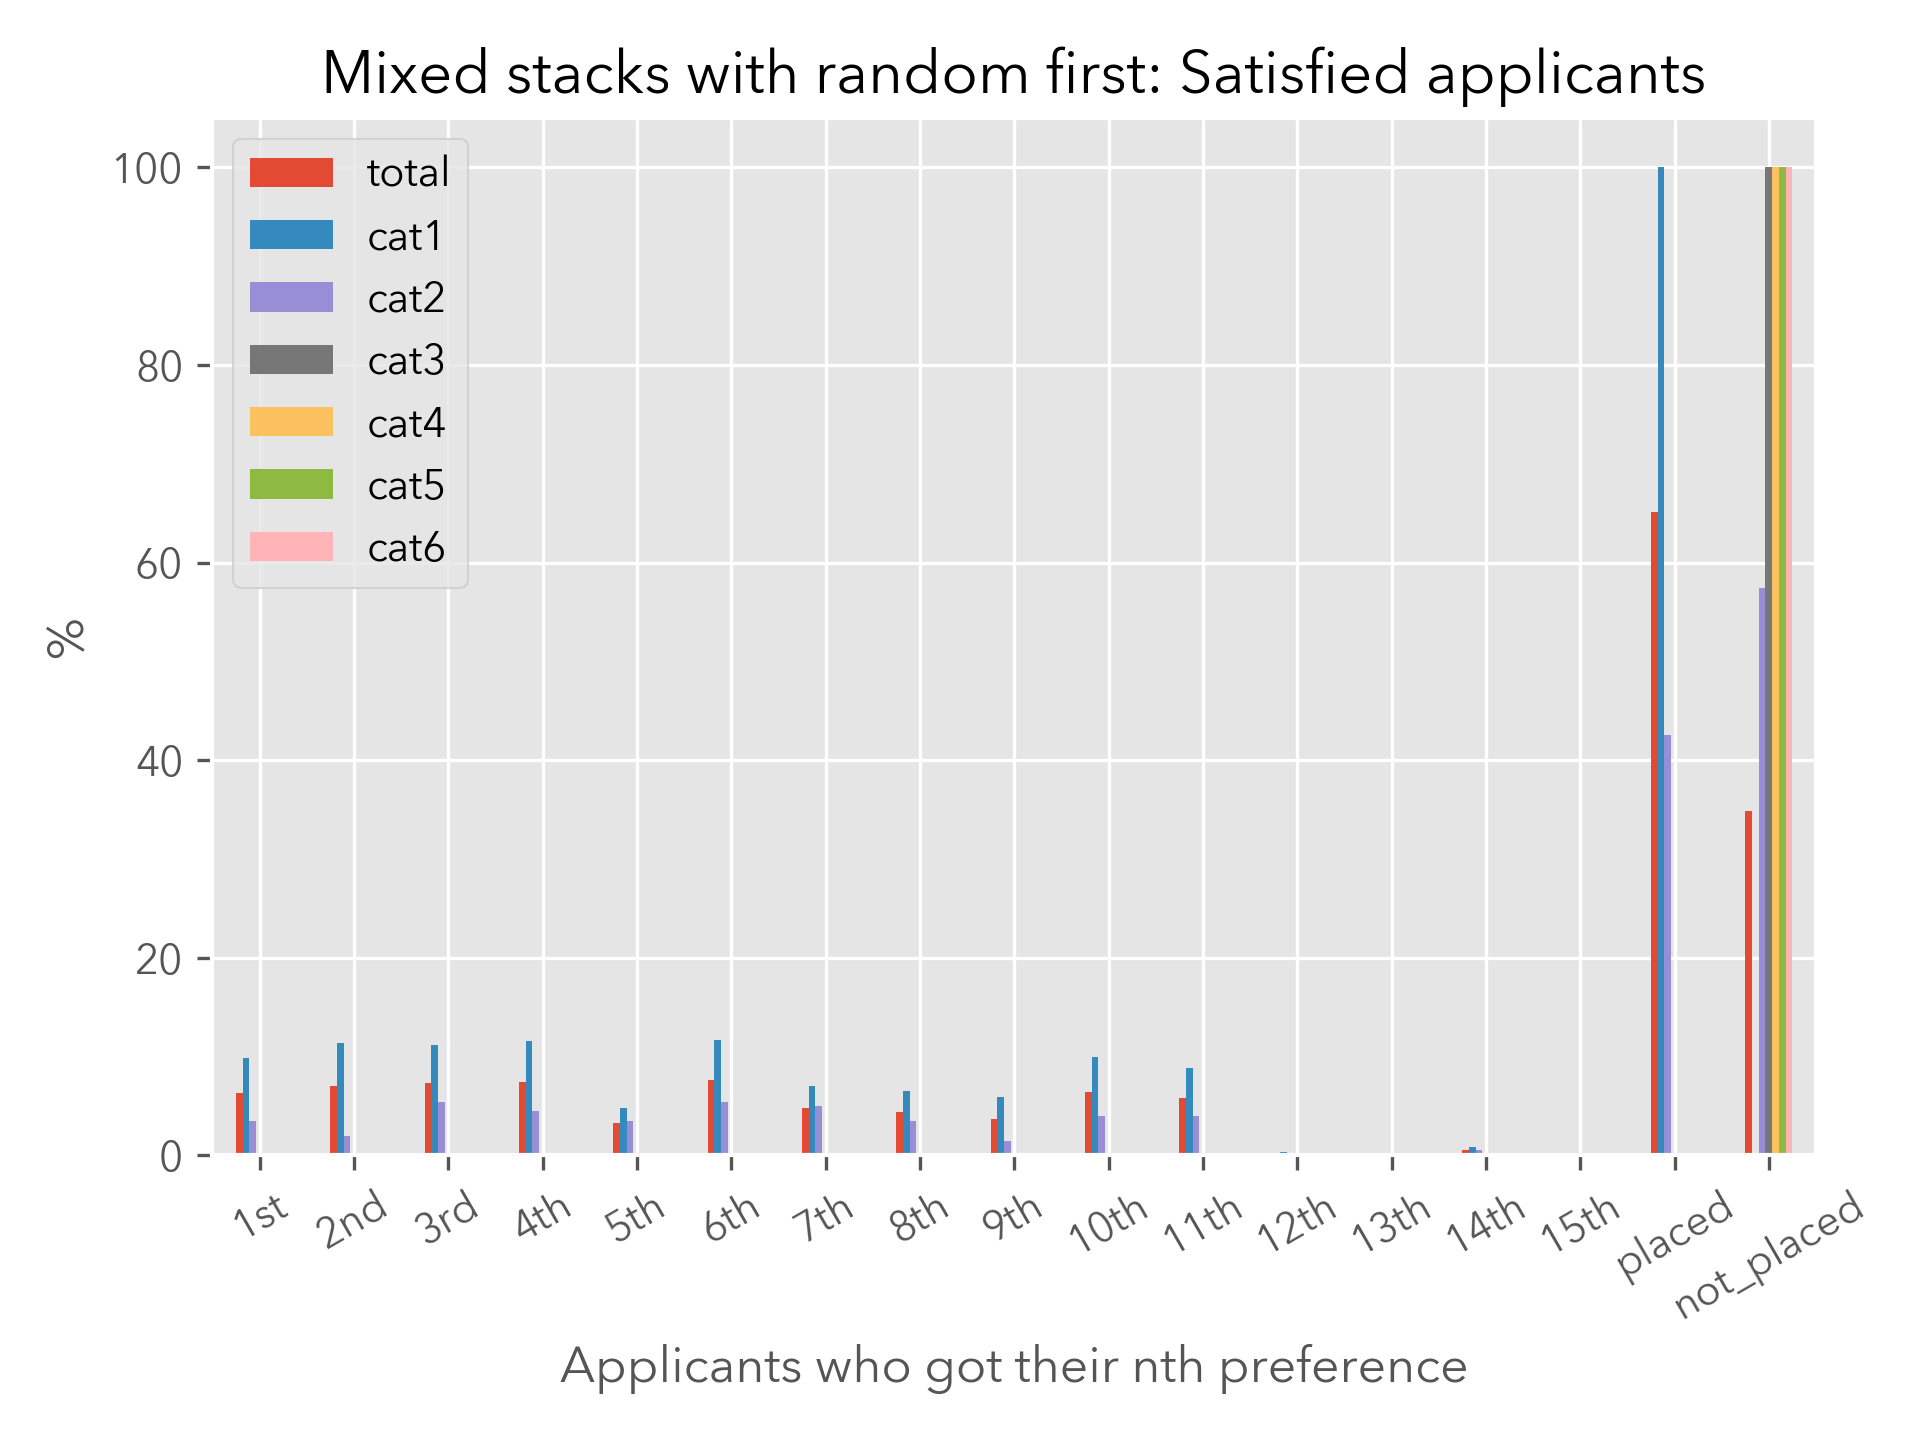 Mixed stacks with random first: Satisfied applicants
total
cat1
cat2
cat3
cat4
cat5
cat6
100
80
60
40
20
0
%
1st 2nd 3rd 4th 5th 6th 7th 8th 9th 10th 11th 12th 13th 14th 15th placed not_placed
Applicants who got their nth preference